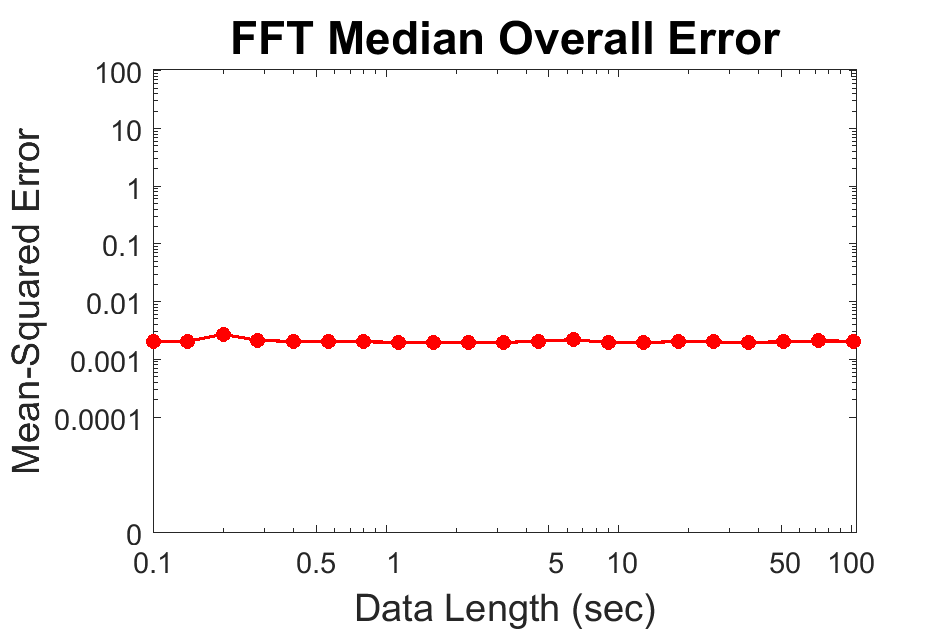 FFT Median Overall Error
Mean-Squared Error
100
10
1
0.1
0.01
0.001
0.0001
0
0.1 0.5 1 5 10 50 100
Data Length (sec)